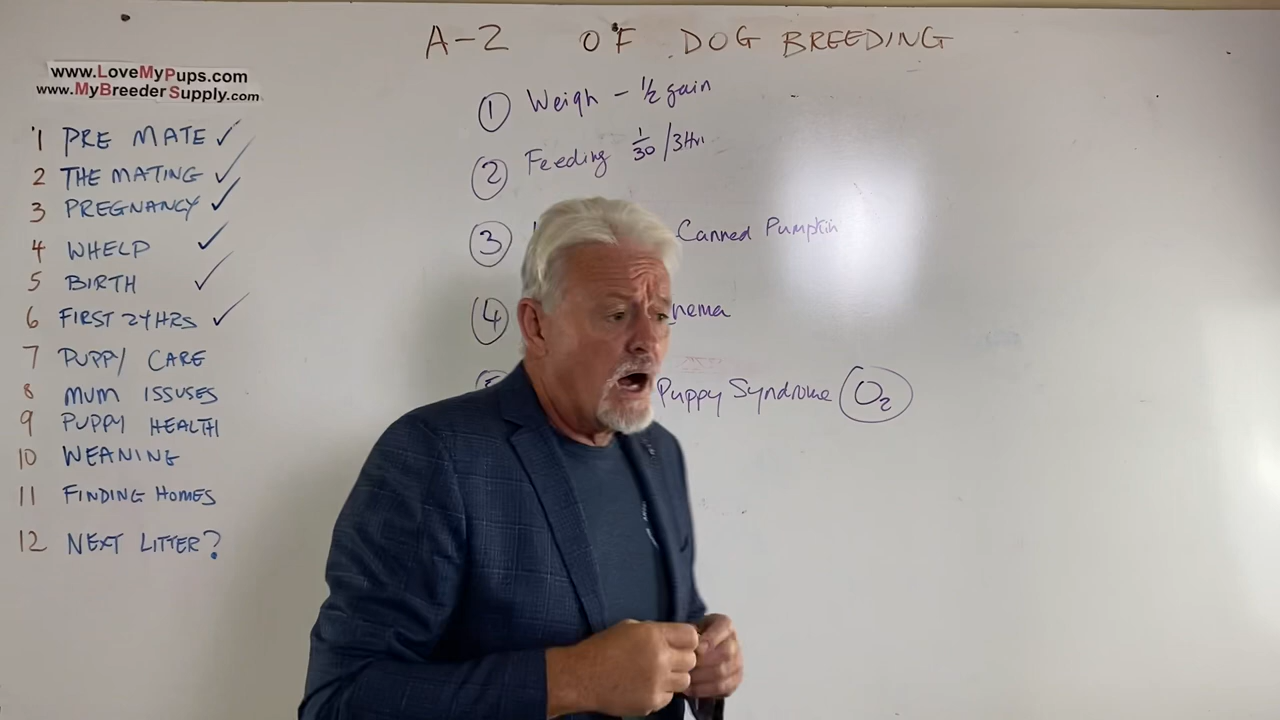 A-Z OF DOG BREEDING
www.LoveMyPups.com
www.MyBreederSupply.com
1 PRE MATE ✓
2 THE MATING ✓
3 PREGNANCY ✓
4 WHELP ✓
5 BIRTH ✓
6 FIRST 24HRS ✓
7 PUPPY CARE
8 MUM ISSUSES
9 PUPPY HEALTH
10 WEANING
11 FINDING HOMES
12 NEXT LITTER?
1 Weigh - 1/2 gain
2 Feeding 1/30 /3Hrs
3 Canned Pumpkin
4 nema
5 Puppy Syndrome O2